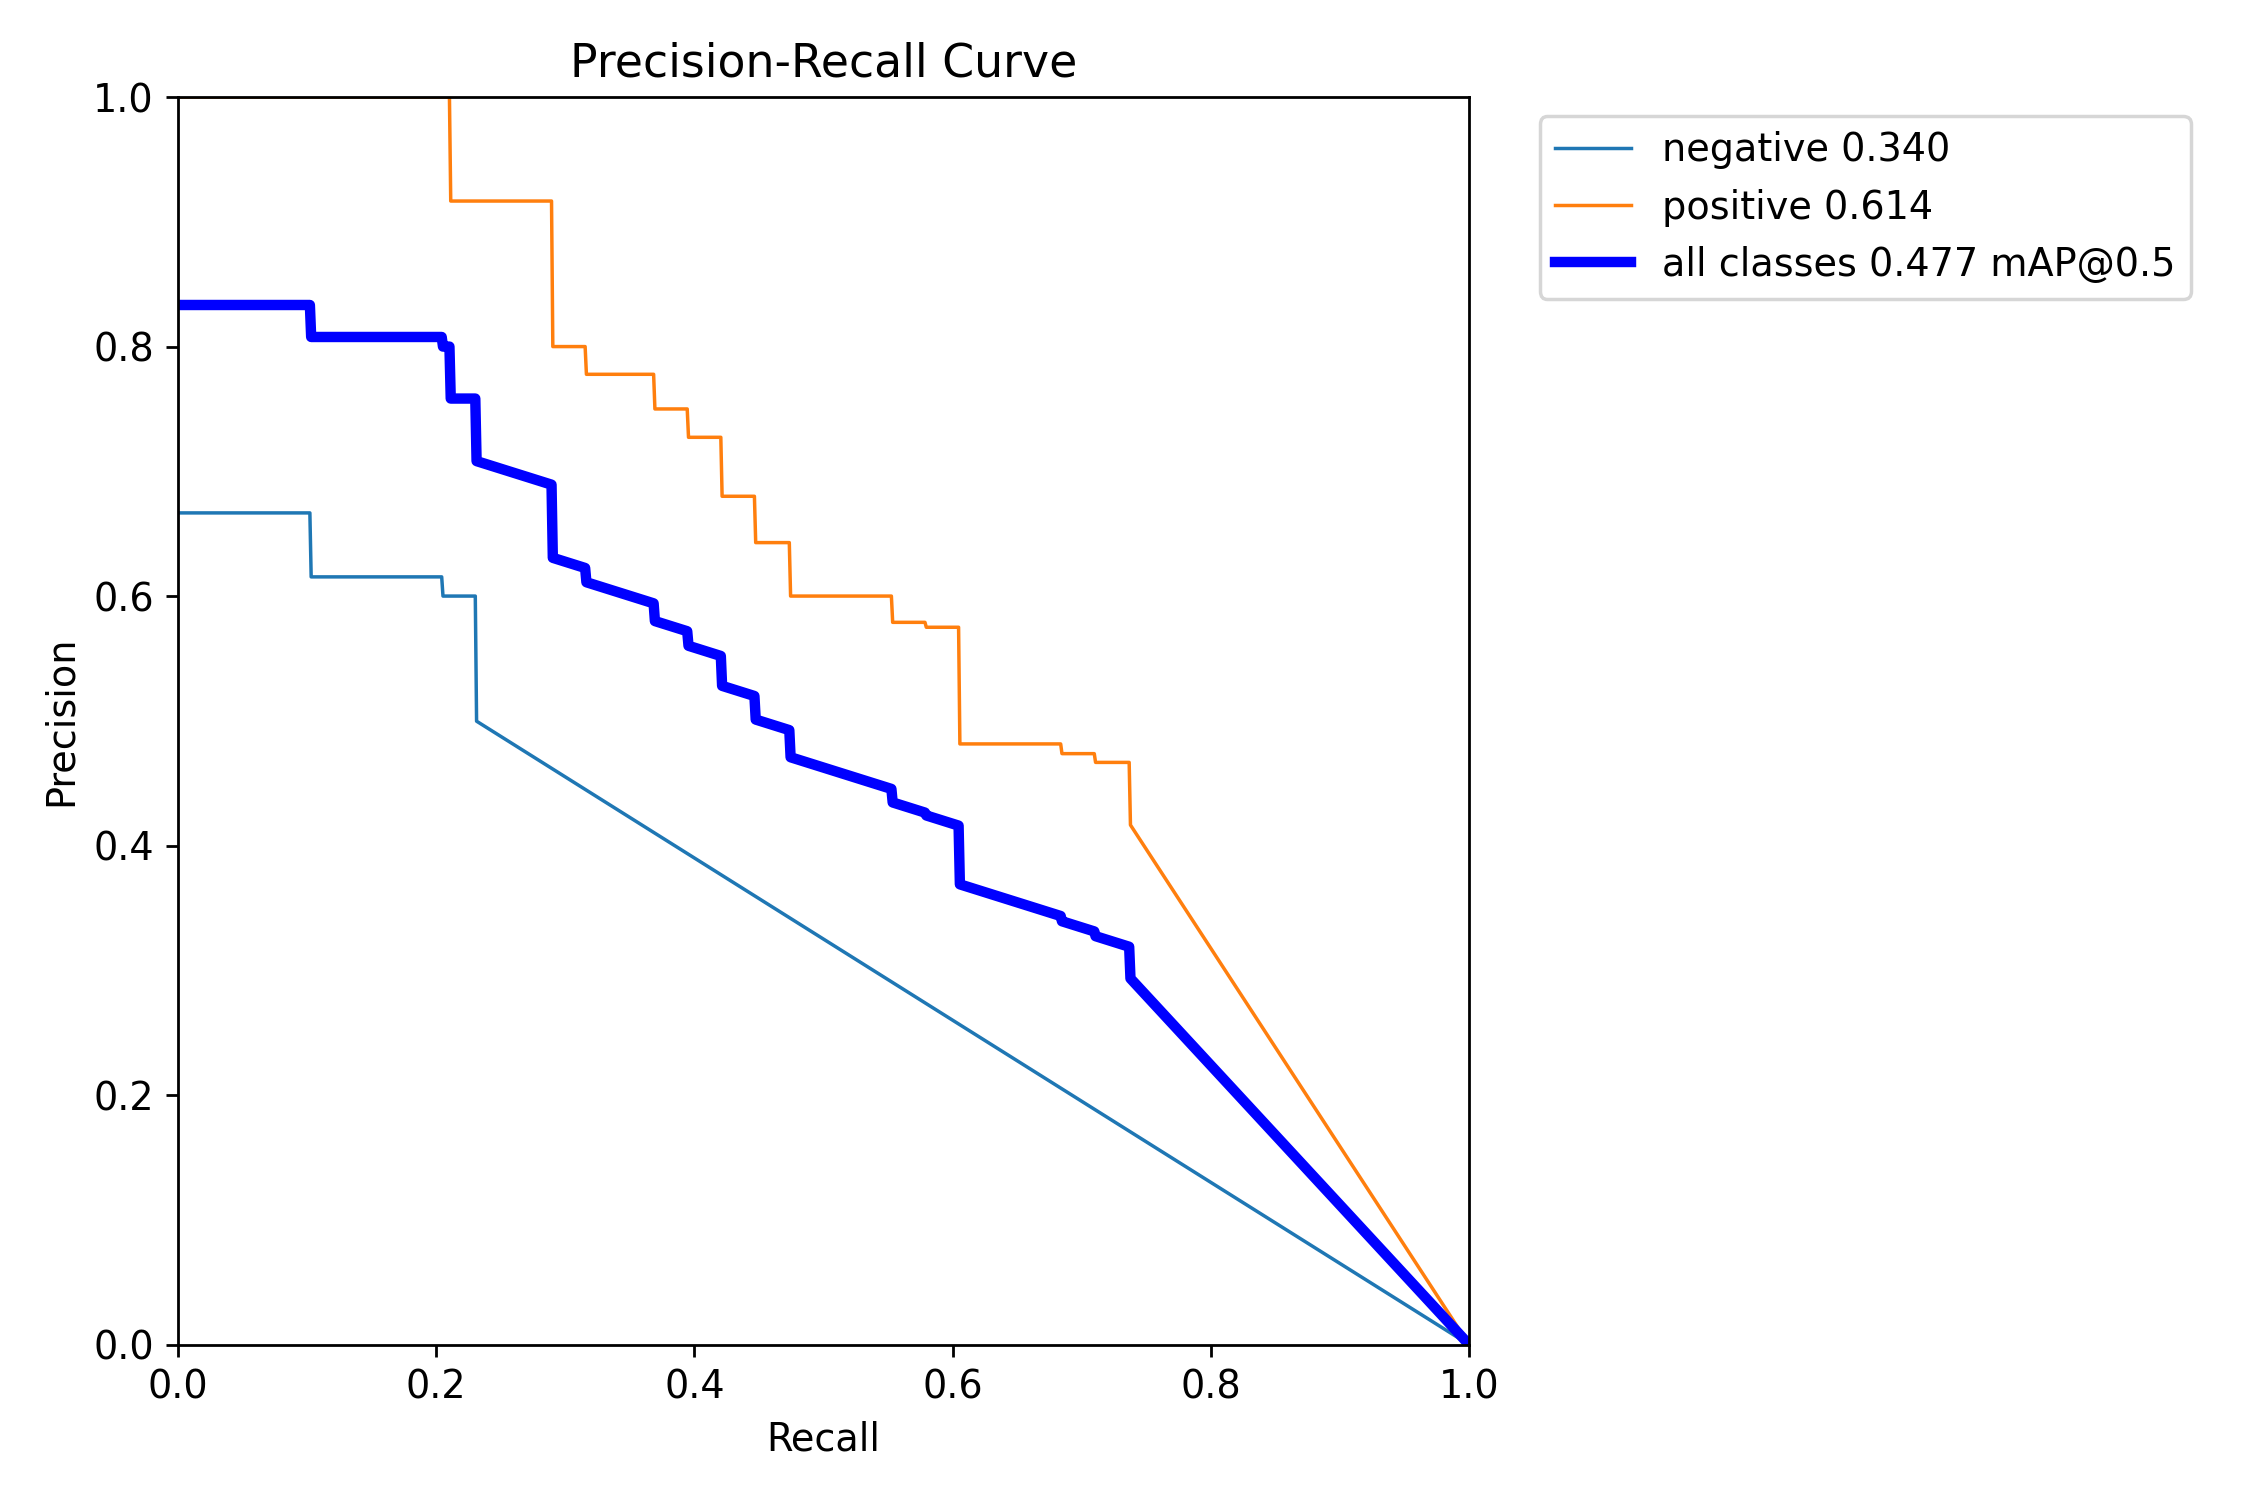 Precision-Recall Curve
negative 0.340
positive 0.614
all classes 0.477 mAP@0.5
1.0
0.8
0.6
0.4
0.2
0.0
Precision
0.0 0.2 0.4 0.6 0.8 1.0
Recall